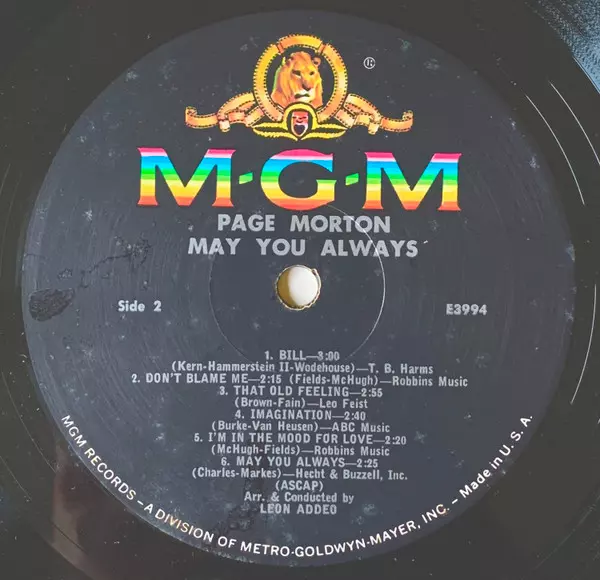 ®
M-G-M
PAGE MORTON
MAY YOU ALWAYS
Side 2
E3994
1. BILL—3:00
(Kern-Hammerstein II-Wodehouse)—T. B. Harms
2. DON'T BLAME ME—2:15 (Fields-McHugh)—Robbins Music
3. THAT OLD FEELING—2:55
(Brown-Fain)—Leo Feist
4. IMAGINATION—2:40
(Burke-Van Heusen)—ABC Music
5. I'M IN THE MOOD FOR LOVE—2:20
(McHugh-Fields)—Robbins Music
6. MAY YOU ALWAYS—2:25
(Charles-Markes)—Hecht & Buzzell, Inc.
(ASCAP)
Arr. & Conducted by
LEON ADDEO
MGM RECORDS – A DIVISION OF METRO-GOLDWYN-MAYER, INC. – Made in U. S. A.